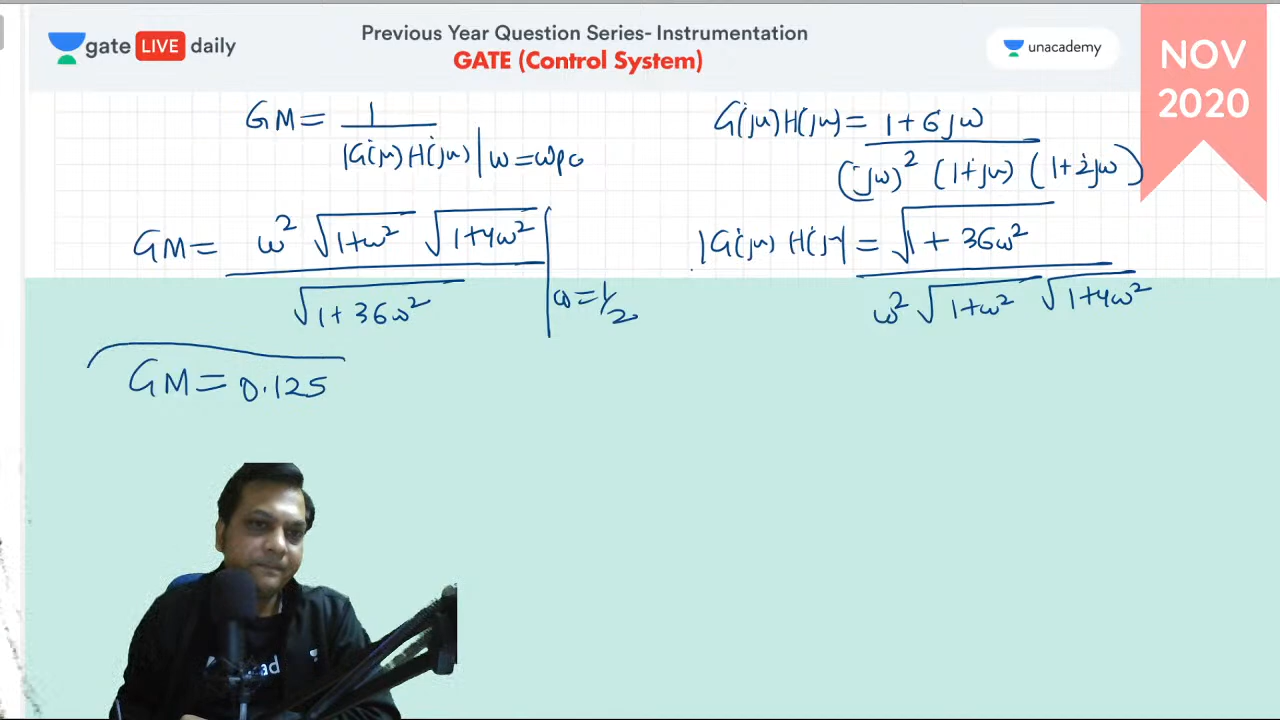 gate LIVE daily
Previous Year Question Series- Instrumentation
GATE (Control System)
unacademy
NOV
2020
GM = 1 / |G(jω)H(jω)| ω=ωpc
G(jω)H(jω) = 1+6jω / (jω)² (1+jω) (1+2jω)
GM = ω² √1+ω² √1+4ω² / √1+36ω² | ω=1/2
|G(jω) H(jω)| = √1+36ω² / ω² √1+ω² √1+4ω²
GM = 0.125